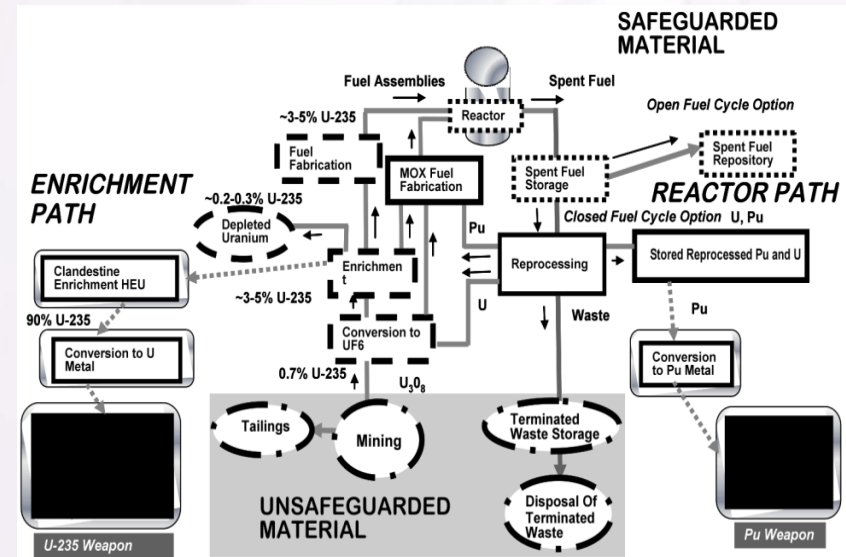 SAFEGUARDED
MATERIAL
Fuel Assemblies
Spent Fuel
Open Fuel Cycle Option
~3-5% U-235
Reactor
Fuel
Fabrication
MOX Fuel
Fabrication
Spent Fuel
Storage
Spent Fuel
Repository
ENRICHMENT
PATH
REACTOR PATH
~0.2-0.3% U-235
Depleted
Uranium
Pu
Closed Fuel Cycle Option U, Pu
Clandestine
Enrichment HEU
Enrichmen
t
Reprocessing
Stored Reprocessed Pu and U
~3-5% U-235
U
Waste
Pu
90% U-235
Conversion to U
Metal
Conversion to
UF6
Conversion
to Pu Metal
0.7% U-235
U₃0₈
Tailings
Mining
Terminated
Waste Storage
UNSAFEGUARDED
MATERIAL
Disposal Of
Terminated
Waste
U-235 Weapon
Pu Weapon